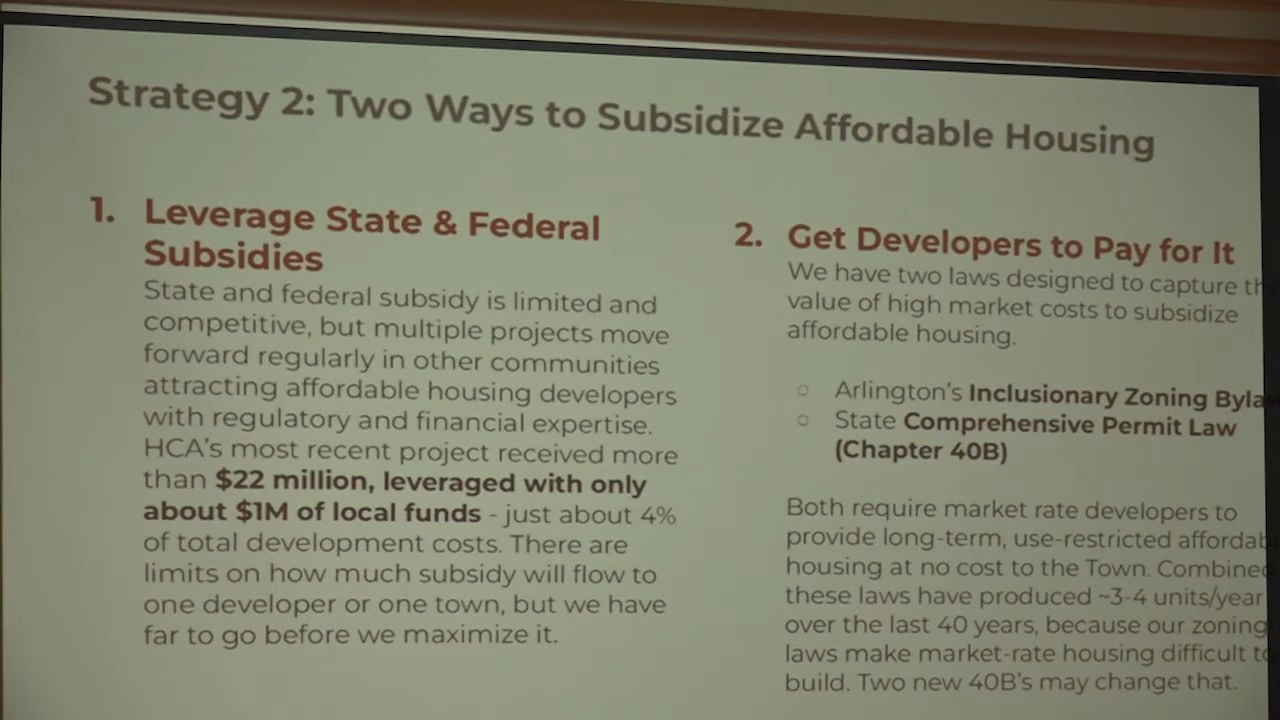 Strategy 2: Two Ways to Subsidize Affordable Housing
1. Leverage State & Federal
Subsidies
State and federal subsidy is limited and
competitive, but multiple projects move
forward regularly in other communities
attracting affordable housing developers
with regulatory and financial expertise.
HCA's most recent project received more
than $22 million, leveraged with only
about $1M of local funds - just about 4%
of total development costs. There are
limits on how much subsidy will flow to
one developer or one town, but we have
far to go before we maximize it.
2. Get Developers to Pay for It
We have two laws designed to capture th
value of high market costs to subsidize
affordable housing.
○ Arlington's Inclusionary Zoning Byla
○ State Comprehensive Permit Law
(Chapter 40B)
Both require market rate developers to
provide long-term, use-restricted affordab
housing at no cost to the Town. Combined
these laws have produced ~3-4 units/year
over the last 40 years, because our zoning
laws make market-rate housing difficult to
build. Two new 40B's may change that.